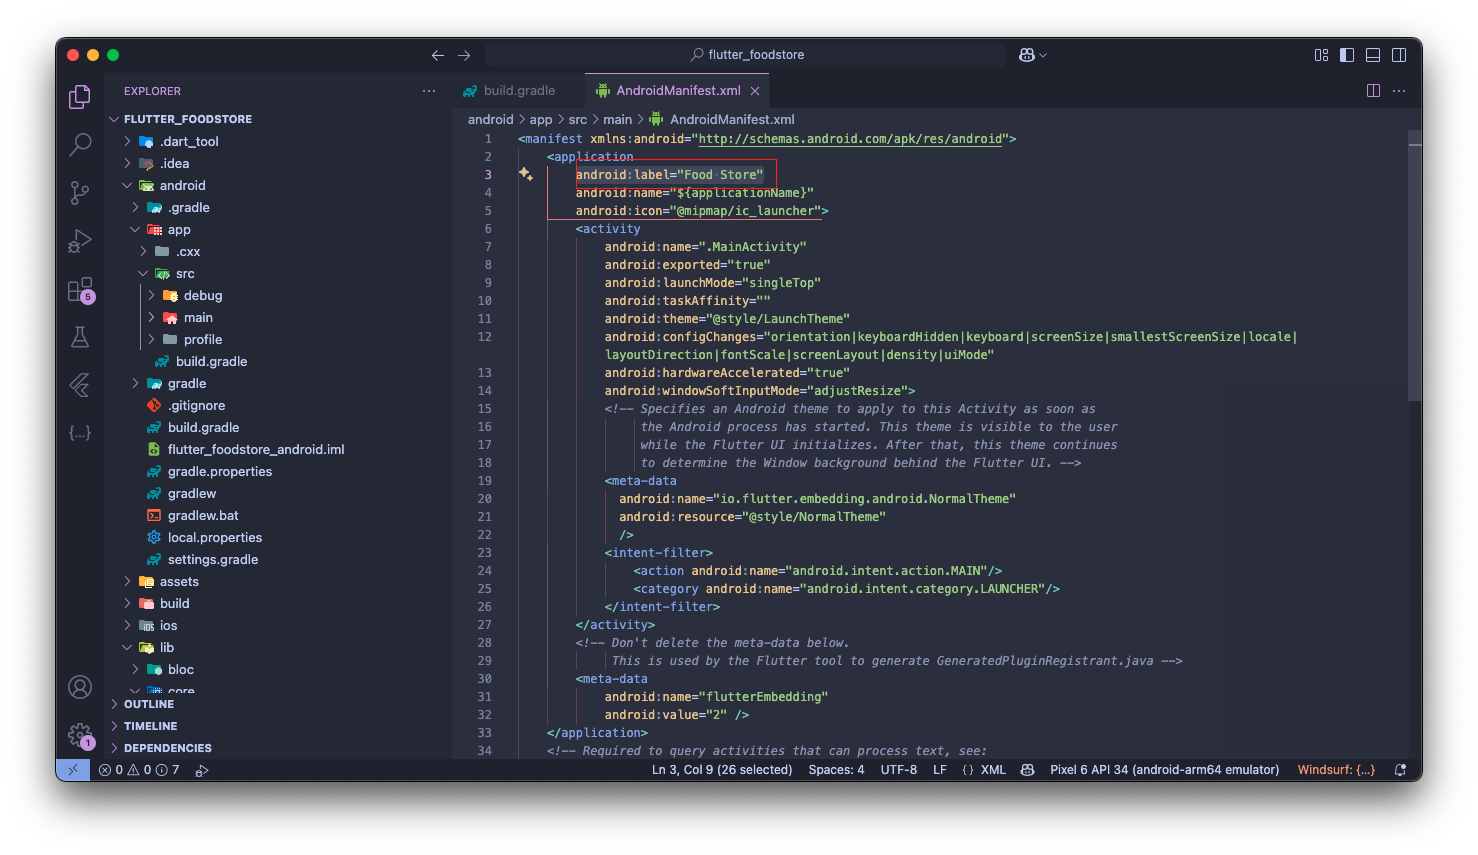 flutter_foodstore
EXPLORER
FLUTTER_FOODSTORE
.dart_tool
.idea
android
.gradle
app
.cxx
src
debug
main
profile
build.gradle
gradle
.gitignore
build.gradle
flutter_foodstore_android.iml
gradle.properties
gradlew
gradlew.bat
local.properties
settings.gradle
assets
build
ios
lib
bloc
core
OUTLINE
TIMELINE
DEPENDENCIES
5
1
build.gradle
AndroidManifest.xml
android > app > src > main > AndroidManifest.xml
1 <manifest xmlns:android="http://schemas.android.com/apk/res/android">
2 <application
3 android:label="Food Store"
4 android:name="${applicationName}"
5 android:icon="@mipmap/ic_launcher">
6 <activity
7 android:name=".MainActivity"
8 android:exported="true"
9 android:launchMode="singleTop"
10 android:taskAffinity=""
11 android:theme="@style/LaunchTheme"
12 android:configChanges="orientation|keyboardHidden|keyboard|screenSize|smallestScreenSize|locale|
layoutDirection|fontScale|screenLayout|density|uiMode"
13 android:hardwareAccelerated="true"
14 android:windowSoftInputMode="adjustResize">
15 <!-- Specifies an Android theme to apply to this Activity as soon as
16 the Android process has started. This theme is visible to the user
17 while the Flutter UI initializes. After that, this theme continues
18 to determine the Window background behind the Flutter UI. -->
19 <meta-data
20 android:name="io.flutter.embedding.android.NormalTheme"
21 android:resource="@style/NormalTheme"
22 />
23 <intent-filter>
24 <action android:name="android.intent.action.MAIN"/>
25 <category android:name="android.intent.category.LAUNCHER"/>
26 </intent-filter>
27 </activity>
28 <!-- Don't delete the meta-data below.
29 This is used by the Flutter tool to generate GeneratedPluginRegistrant.java -->
30 <meta-data
31 android:name="flutterEmbedding"
32 android:value="2" />
33 </application>
34 <!-- Required to query activities that can process text, see:
0 0 7 Ln 3, Col 9 (26 selected) Spaces: 4 UTF-8 LF {} XML Pixel 6 API 34 (android-arm64 emulator) Windsurf: {...}